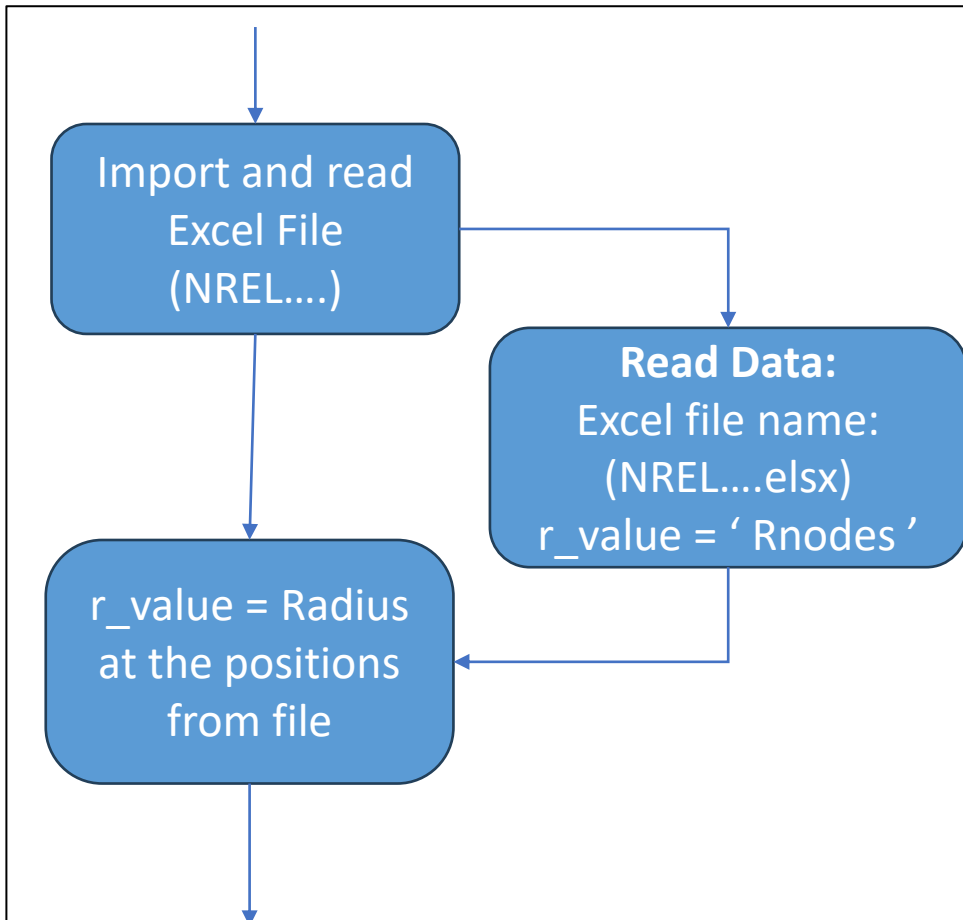 Import and read
Excel File
(NREL….)
Read Data:
Excel file name:
(NREL….elsx)
r_value = ‘ Rnodes ’
r_value = Radius
at the positions
from file